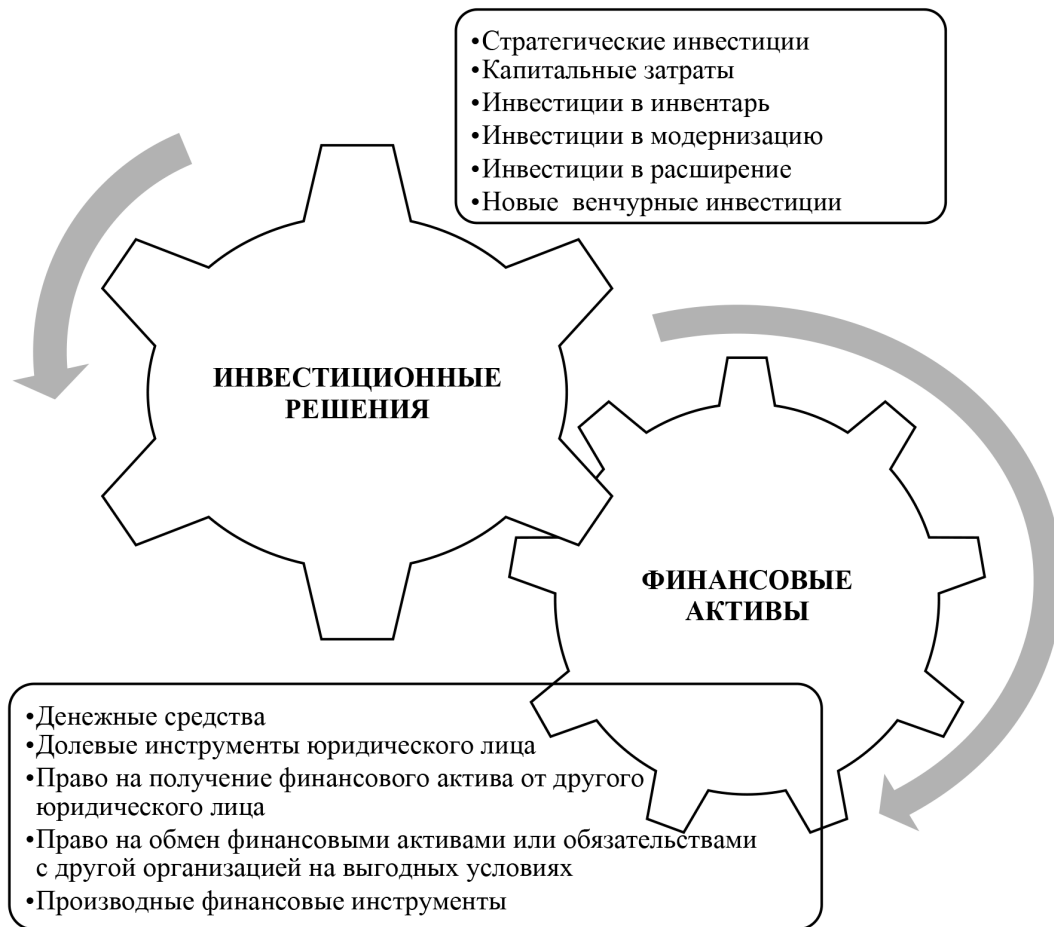 •Стратегические инвестиции
•Капитальные затраты
•Инвестиции в инвентарь
•Инвестиции в модернизацию
•Инвестиции в расширение
•Новые  венчурные инвестиции
ИНВЕСТИЦИОННЫЕ
РЕШЕНИЯ
ФИНАНСОВЫЕ
АКТИВЫ
•Денежные средства
•Долевые инструменты юридического лица
•Право на получение финансового актива от другого
юридического лица
•Право на обмен финансовыми активами или обязательствами
с другой организацией на выгодных условиях
•Производные финансовые инструменты